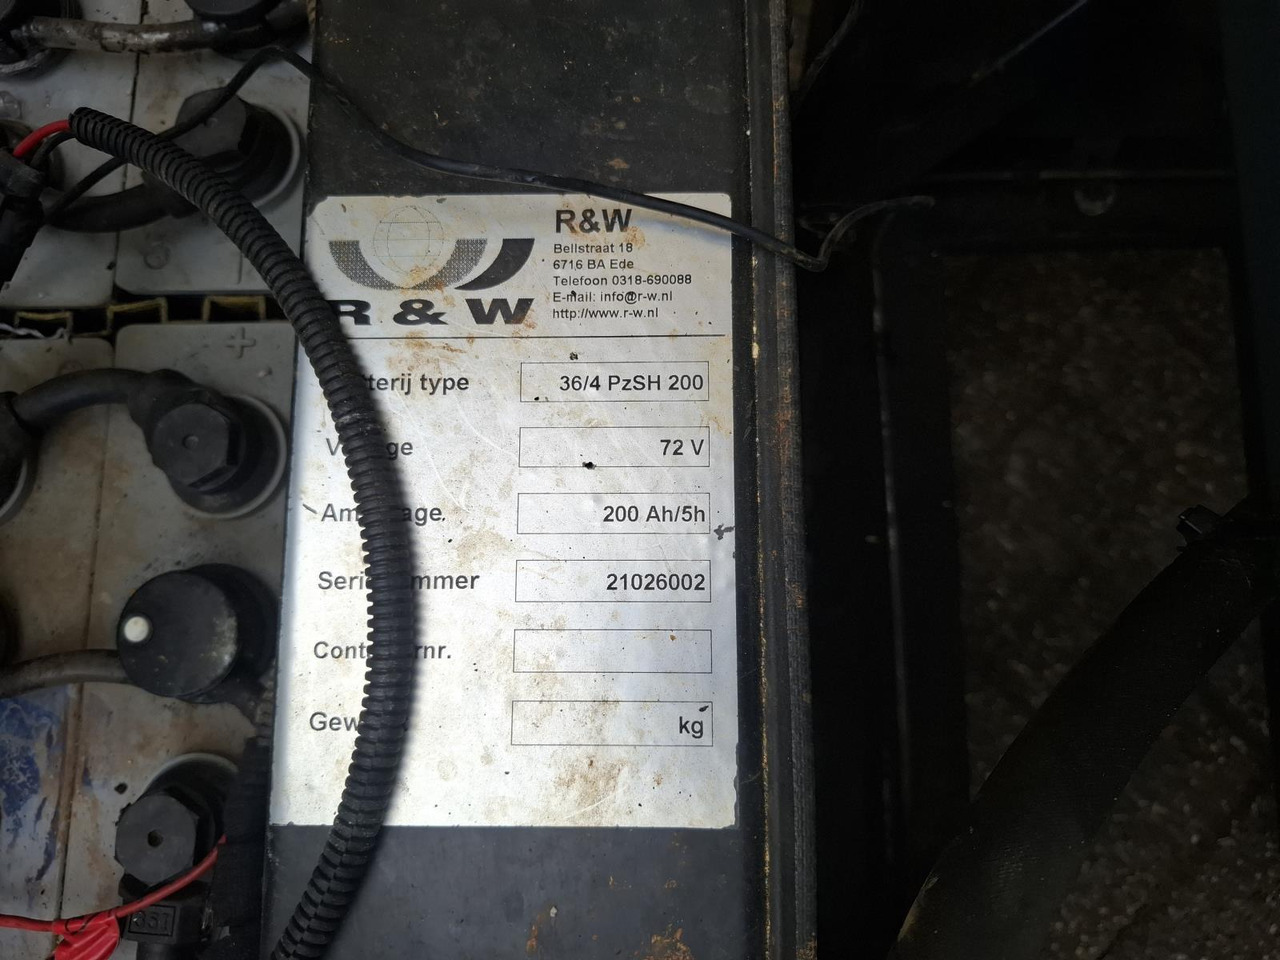 R&W
Bellstraat 18
6716 BA Ede
Telefoon 0318-690088
E-mail: info@r-w.nl
http://www.r-w.nl
R & W
type
36/4 PzSH 200
72 V
200 Ah/5h
21026002
kg
+